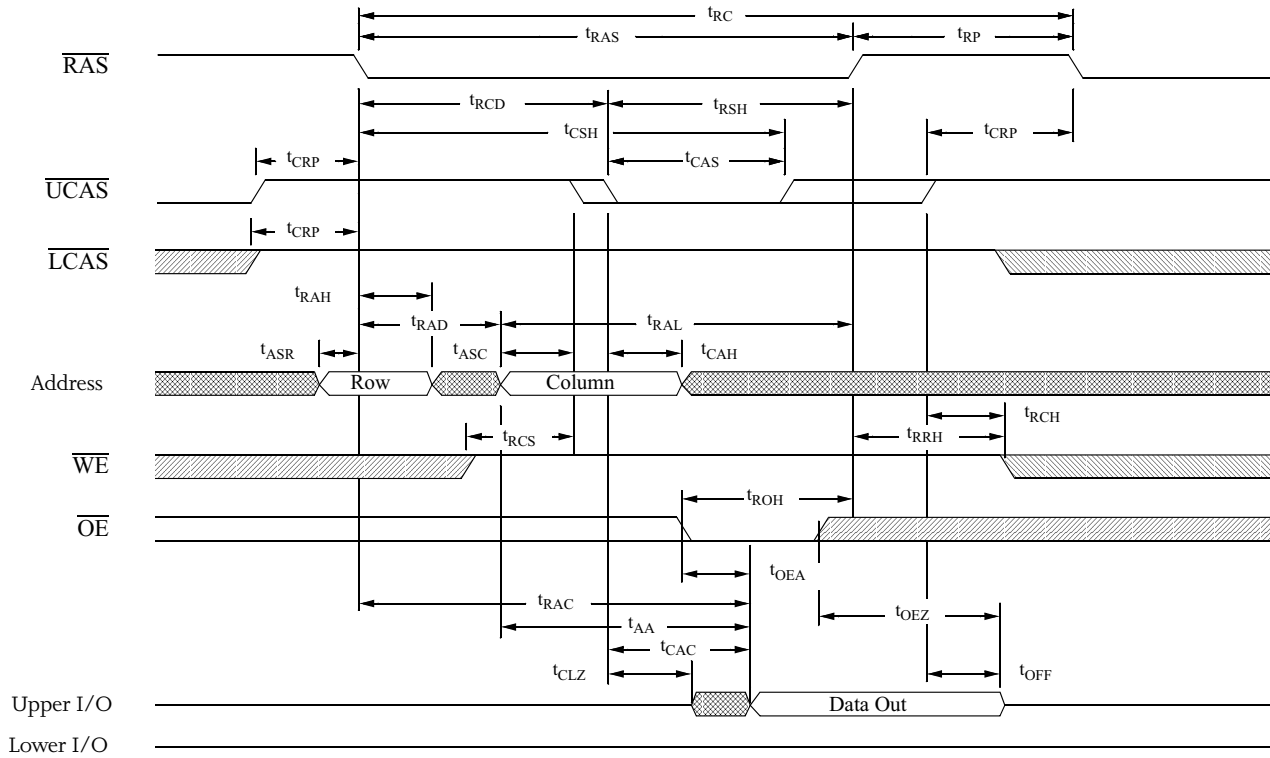 tRC
tRAS
tRP
RAS
tRCD
tRSH
tCSH
tCRP
tCRP
tCAS
UCAS
tCRP
LCAS
tRAH
tRAD
tRAL
tASR
tASC
tCAH
Address
Row
Column
tRCH
tRCS
tRRH
WE
tROH
OE
tOEA
tRAC
tOEZ
tAA
tCAC
tCLZ
tOFF
Upper I/O
Data Out
Lower I/O